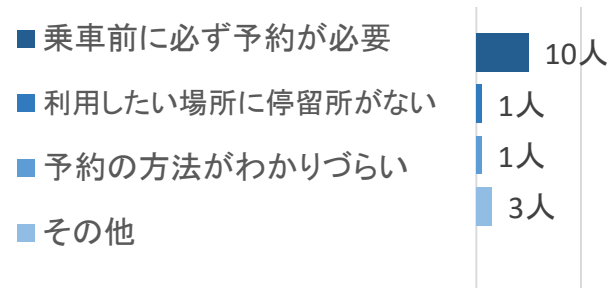 乗車前に必ず予約が必要
10人
利用したい場所に停留所がない
1人
予約の方法がわかりづらい
1人
その他
3人